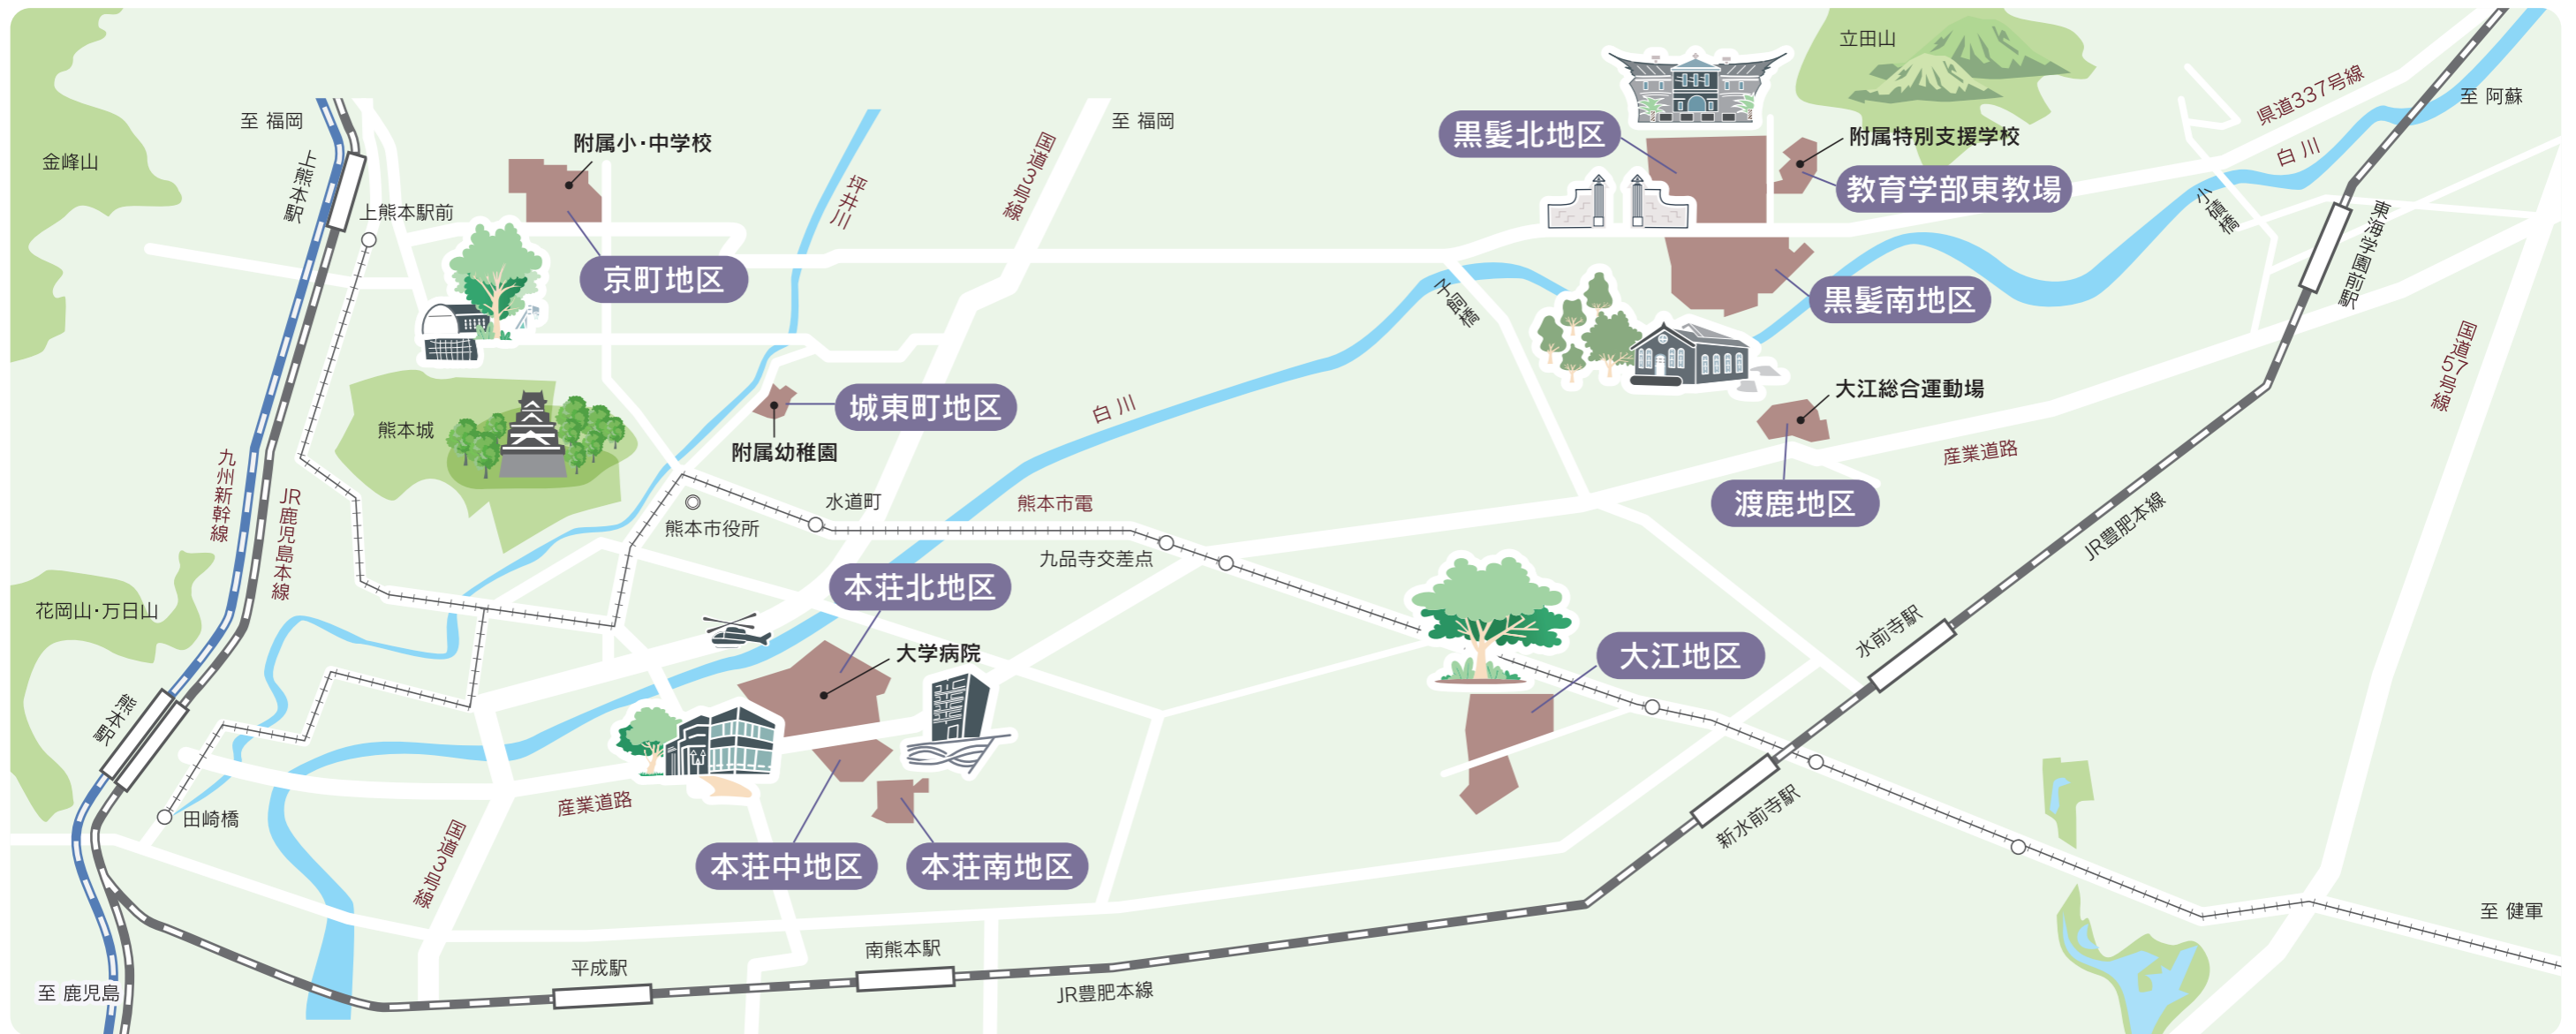 立田山
県道337号線
至 阿蘇
至 福岡
至 福岡
附属小・中学校
国道3号線
黒髪北地区
附属特別支援学校
白川
金峰山
上熊本駅
坪井川
教育学部東教場
上熊本駅前
小磧橋
東海学園前駅
京町地区
黒髪南地区
子飼橋
国道57号線
城東町地区
白川
大江総合運動場
熊本城
附属幼稚園
産業道路
九州新幹線
JR鹿児島本線
水道町
熊本市電
渡鹿地区
熊本市役所
JR豊肥本線
九品寺交差点
本荘北地区
花岡山・万日山
水前寺駅
大学病院
大江地区
熊本駅
産業道路
田崎橋
新水前寺駅
国道3号線
本荘中地区
本荘南地区
至 健軍
南熊本駅
平成駅
至 鹿児島
JR豊肥本線